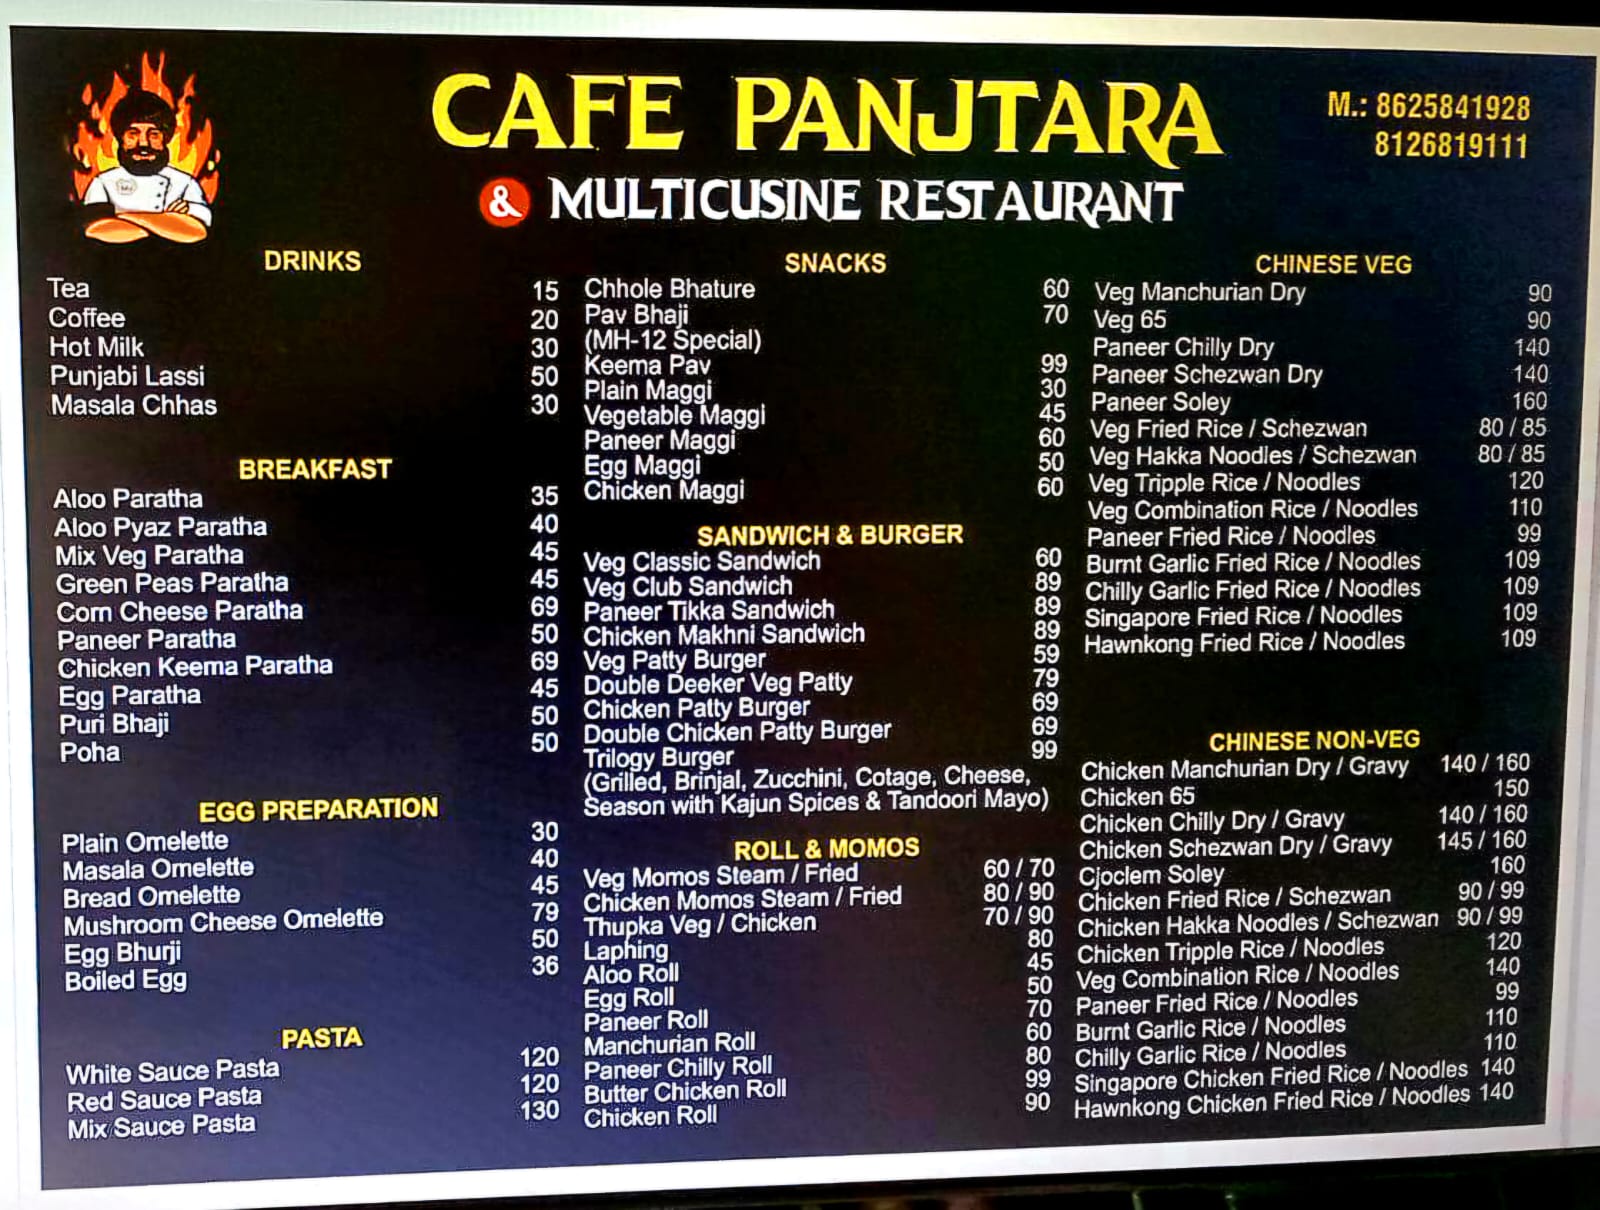 CAFE PANJTARA
& MULTICUSINE RESTAURANT
M.: 8625841928
8126819111
DRINKS
Tea 15
Coffee 20
Hot Milk 30
Punjabi Lassi 50
Masala Chhas 30
BREAKFAST
Aloo Paratha 35
Aloo Pyaz Paratha 40
Mix Veg Paratha 45
Green Peas Paratha 45
Corn Cheese Paratha 69
Paneer Paratha 50
Chicken Keema Paratha 69
Egg Paratha 45
Puri Bhaji 50
Poha 50
EGG PREPARATION
Plain Omelette 30
Masala Omelette 40
Bread Omelette 45
Mushroom Cheese Omelette 79
Egg Bhurji 50
Boiled Egg 36
PASTA
White Sauce Pasta 120
Red Sauce Pasta 120
Mix Sauce Pasta 130
SNACKS
Chhole Bhature 60
Pav Bhaji 70
(MH-12 Special)
Keema Pav 99
Plain Maggi 30
Vegetable Maggi 45
Paneer Maggi 60
Egg Maggi 50
Chicken Maggi 60
SANDWICH & BURGER
Veg Classic Sandwich 60
Veg Club Sandwich 89
Paneer Tikka Sandwich 89
Chicken Makhni Sandwich 89
Veg Patty Burger 59
Double Deeker Veg Patty 79
Chicken Patty Burger 69
Double Chicken Patty Burger 69
Trilogy Burger 99
(Grilled, Brinjal, Zucchini, Cotage, Cheese,
Season with Kajun Spices & Tandoori Mayo)
ROLL & MOMOS
Veg Momos Steam / Fried 60 / 70
Chicken Momos Steam / Fried 80 / 90
Thupka Veg / Chicken 70 / 90
Laphing 80
Aloo Roll 45
Egg Roll 50
Paneer Roll 70
Manchurian Roll 60
Paneer Chilly Roll 80
Butter Chicken Roll 99
Chicken Roll 90
CHINESE VEG
Veg Manchurian Dry 90
Veg 65 90
Paneer Chilly Dry 140
Paneer Schezwan Dry 140
Paneer Soley 160
Veg Fried Rice / Schezwan 80 / 85
Veg Hakka Noodles / Schezwan 80 / 85
Veg Tripple Rice / Noodles 120
Veg Combination Rice / Noodles 110
Paneer Fried Rice / Noodles 99
Burnt Garlic Fried Rice / Noodles 109
Chilly Garlic Fried Rice / Noodles 109
Singapore Fried Rice / Noodles 109
Hawnkong Fried Rice / Noodles 109
CHINESE NON-VEG
Chicken Manchurian Dry / Gravy 140 / 160
Chicken 65 150
Chicken Chilly Dry / Gravy 140 / 160
Chicken Schezwan Dry / Gravy 145 / 160
Cjoclem Soley 160
Chicken Fried Rice / Schezwan 90 / 99
Chicken Hakka Noodles / Schezwan 90 / 99
Chicken Tripple Rice / Noodles 120
Veg Combination Rice / Noodles 140
Paneer Fried Rice / Noodles 99
Burnt Garlic Rice / Noodles 110
Chilly Garlic Rice / Noodles 110
Singapore Chicken Fried Rice / Noodles 140
Hawnkong Chicken Fried Rice / Noodles 140